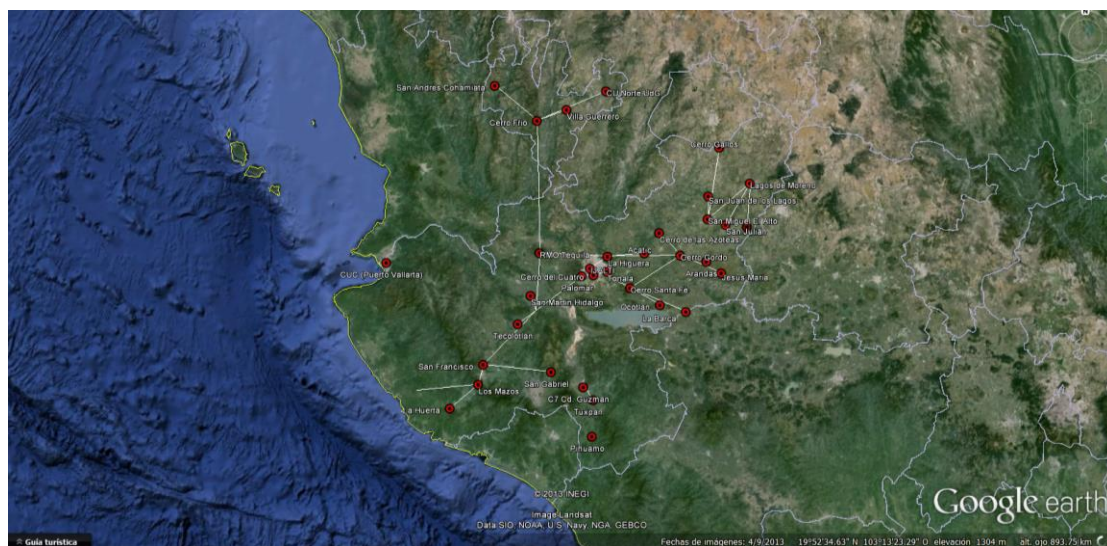 San Andres Cohamiata
CU Norte UdG
Villa Guerrero
Cerro Frio
Cerro Gallos
Lagos de Moreno
San Juan de los Lagos
San Miguel El Alto
San Julian
Cerro de las Azoteas
RMO Tequila
Acatic
La Higuera
Cerro Gordo
CUC (Puerto Vallarta)
Cerro del Cuatro
Tonala
Arandas
Jesus Maria
Palomar
Cerro Santa Fe
San Martin Hidalgo
Ocotlan
La Barca
Tecolotlan
San Francisco
San Gabriel
Los Mazos
C7 Cd. Guzman
La Huerta
Tuxpan
Pihuamo
© 2013 INEGI
Image Landsat
Data SIO, NOAA, U.S. Navy, NGA, GEBCO
Google earth
Guía turística
Fechas de imágenes: 4/9/2013 19°52'34.63" N 103°13'23.29" O elevación 1304 m alt. ojo 893.75 km